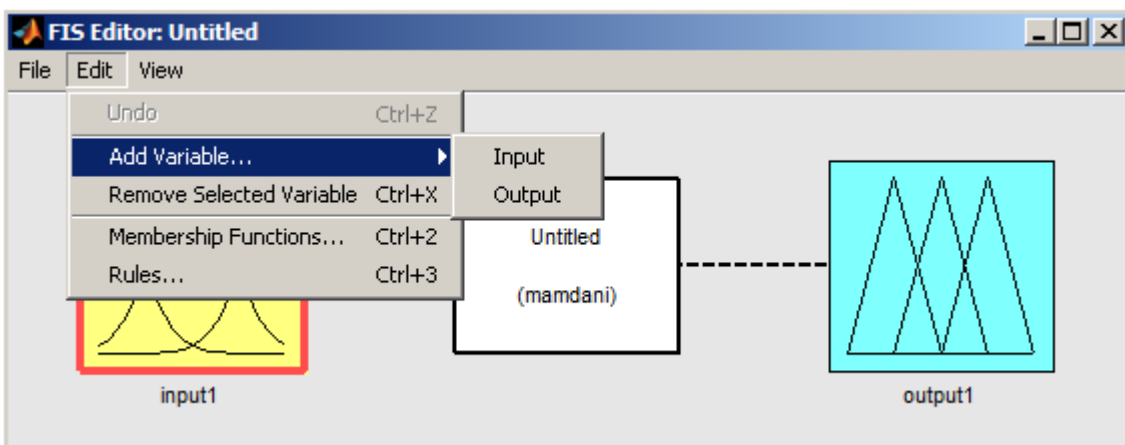 FIS Editor: Untitled
File Edit View
Undo Ctrl+Z
Add Variable...
Input
Output
Remove Selected Variable Ctrl+X
Membership Functions... Ctrl+2
Rules... Ctrl+3
Untitled
(mamdani)
input1
output1